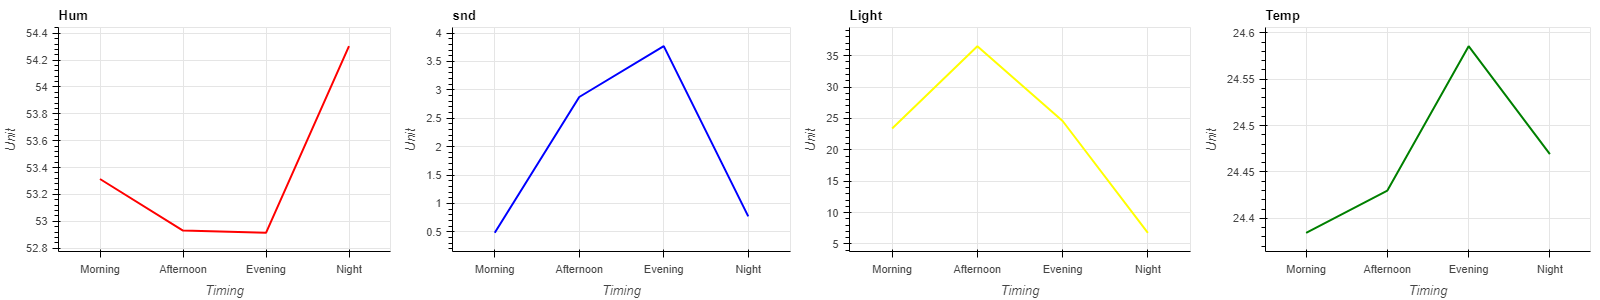 Hum
54.4
54.2
54
53.8
53.6
53.4
53.2
53
52.8
Unit
Morning Afternoon Evening Night
Timing
snd
4
3.5
3
2.5
2
1.5
1
0.5
Unit
Morning Afternoon Evening Night
Timing
Light
35
30
25
20
15
10
5
Unit
Morning Afternoon Evening Night
Timing
Temp
24.6
24.55
24.5
24.45
24.4
Unit
Morning Afternoon Evening Night
Timing